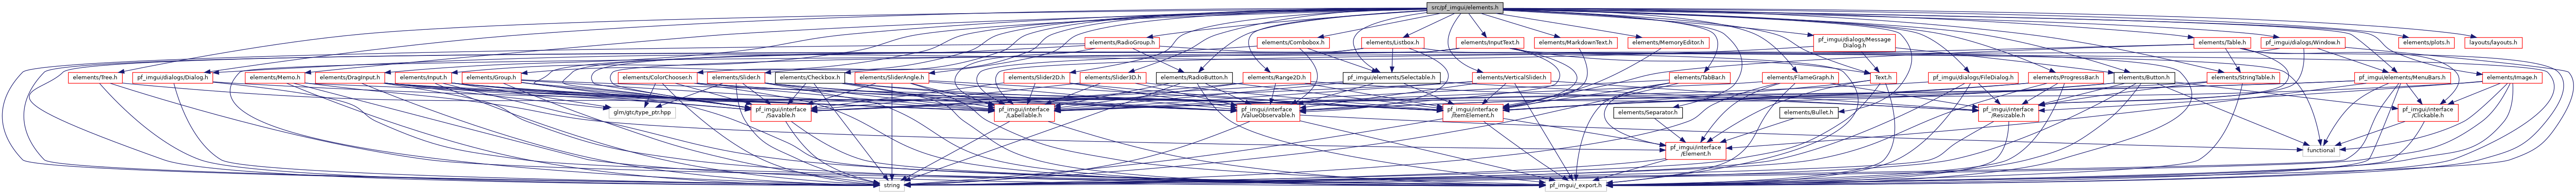 src/pf_imgui/elements.h
elements/RadioGroup.h
elements/Combobox.h
elements/Listbox.h
elements/InputText.h
elements/MarkdownText.h
elements/MemoryEditor.h
pf_imgui/dialogs/Message
Dialog.h
elements/Table.h
pf_imgui/dialogs/Window.h
elements/plots.h
layouts/layouts.h
elements/Tree.h
pf_imgui/dialogs/Dialog.h
elements/Memo.h
elements/DragInput.h
elements/Input.h
elements/Group.h
elements/ColorChooser.h
elements/Slider.h
elements/Checkbox.h
elements/SliderAngle.h
elements/Slider2D.h
elements/Slider3D.h
elements/RadioButton.h
elements/Range2D.h
pf_imgui/elements/Selectable.h
elements/VerticalSlider.h
elements/TabBar.h
elements/FlameGraph.h
Text.h
pf_imgui/dialogs/FileDialog.h
elements/ProgressBar.h
elements/Button.h
elements/StringTable.h
pf_imgui/elements/MenuBars.h
elements/Image.h
glm/gtc/type_ptr.hpp
pf_imgui/interface
/Savable.h
pf_imgui/interface
/Labellable.h
pf_imgui/interface
/ValueObservable.h
pf_imgui/interface
/ItemElement.h
elements/Separator.h
elements/Bullet.h
pf_imgui/interface
/Resizable.h
pf_imgui/interface
/Clickable.h
pf_imgui/interface
/Element.h
functional
string
pf_imgui/_export.h